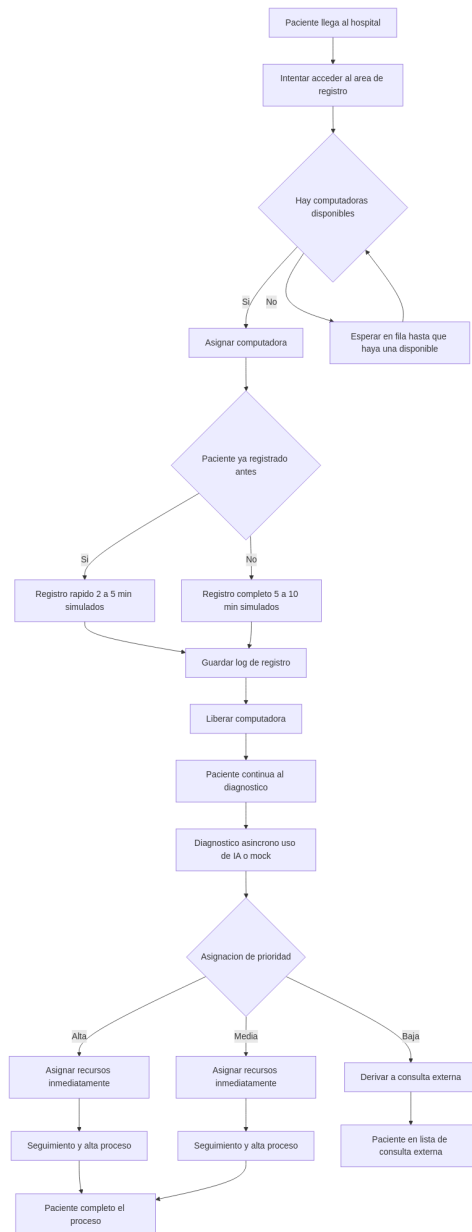 Paciente llega al hospital
Intentar acceder al area de
registro
Hay computadoras
disponibles
Si
No
Asignar computadora
Esperar en fila hasta que
haya una disponible
Paciente ya registrado
antes
Si
No
Registro rapido 2 a 5 min
simulados
Registro completo 5 a 10
min simulados
Guardar log de registro
Liberar computadora
Paciente continua al
diagnostico
Diagnostico asincrono uso
de IA o mock
Asignacion de prioridad
Alta
Media
Baja
Asignar recursos
inmediatamente
Asignar recursos
inmediatamente
Derivar a consulta externa
Seguimiento y alta proceso
Seguimiento y alta proceso
Paciente en lista de
consulta externa
Paciente completo el
proceso